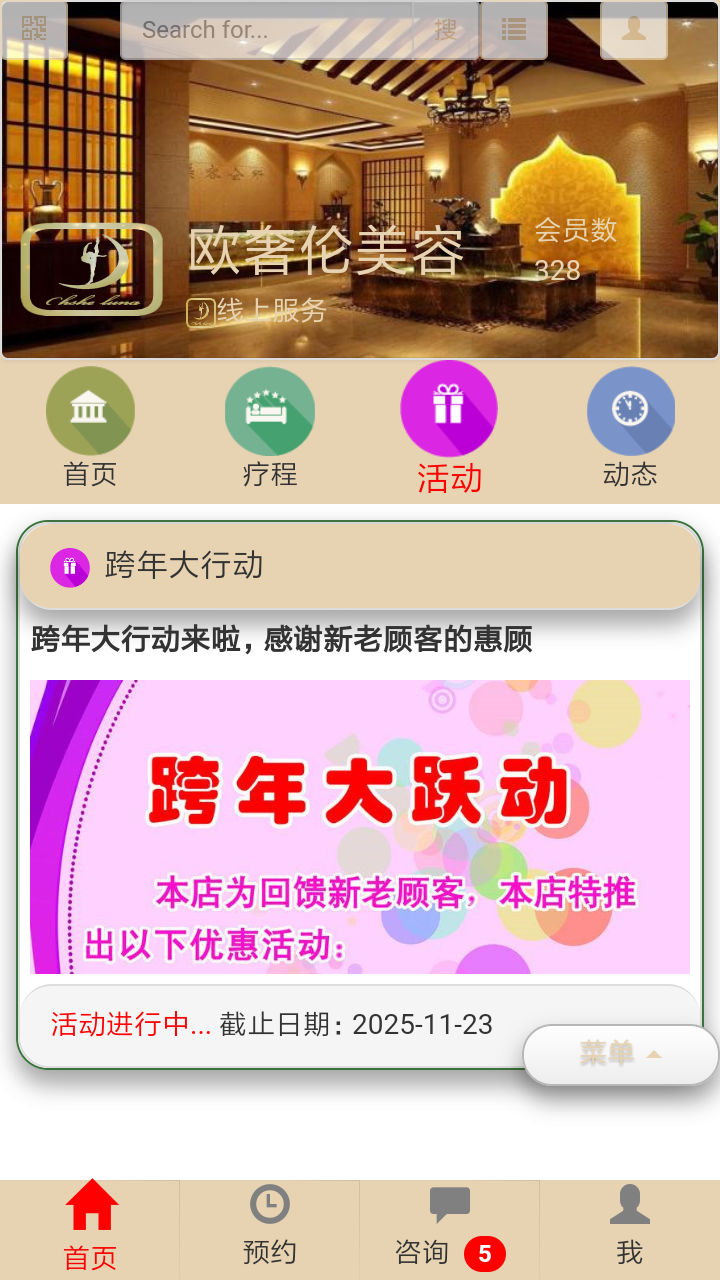 Search for...
搜
欧奢伦美容
会员数
328
Ohshe luna
线上服务
首页
疗程
活动
动态
跨年大行动
跨年大行动来啦，感谢新老顾客的惠顾
跨年大跃动
本店为回馈新老顾客，本店特推
出以下优惠活动：
活动进行中... 截止日期：2025-11-23
菜单
首页
预约
咨询 5
我